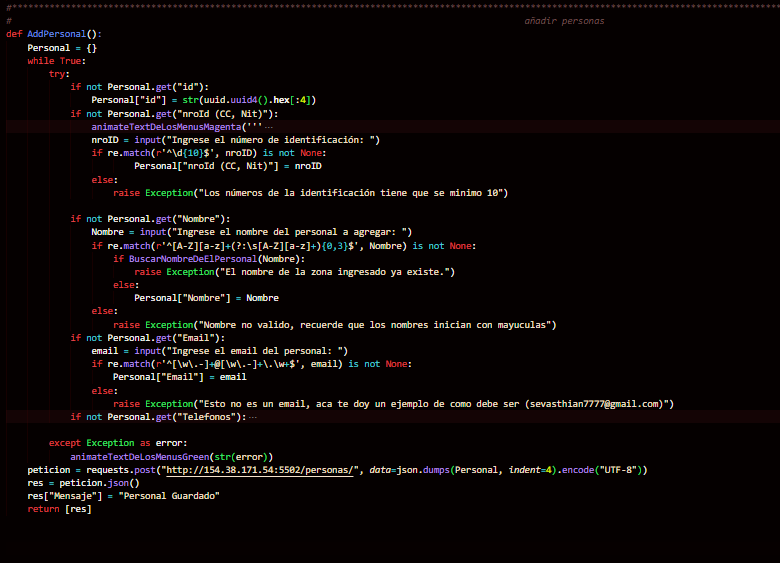 #*******************************************************************************************************************************************
# añadir personas
def AddPersonal():
    Personal = {}
    while True:
        try:
            if not Personal.get("id"):
                Personal["id"] = str(uuid.uuid4().hex[:4])
            if not Personal.get("nroId (CC, Nit)"):
                animateTextDeLosMenusMagenta('''···
                nroID = input("Ingrese el número de identificación: ")
                if re.match(r'^\d{10}$', nroID) is not None:
                        Personal["nroId (CC, Nit)"] = nroID
                else:
                    raise Exception("Los números de la identificación tiene que se minimo 10")
            if not Personal.get("Nombre"):
                Nombre = input("Ingrese el nombre del personal a agregar: ")
                if re.match(r'^[A-Z][a-z]+(?:\s[A-Z][a-z]+){0,3}$', Nombre) is not None:
                    if BuscarNombreDeElPersonal(Nombre):
                        raise Exception("El nombre de la zona ingresado ya existe.")
                    else:
                        Personal["Nombre"] = Nombre
                else:
                    raise Exception("Nombre no valido, recuerde que los nombres inician con mayuculas")
            if not Personal.get("Email"):
                email = input("Ingrese el email del personal: ")
                if re.match(r'^[\w\.-]+@[\w\.-]+\.\w+$', email) is not None:
                    Personal["Email"] = email
                else:
                    raise Exception("Esto no es un email, aca te doy un ejemplo de como debe ser (sevasthian7777@gmail.com)")
            if not Personal.get("Telefonos"):···
        except Exception as error:
            animateTextDeLosMenusGreen(str(error))
    peticion = requests.post("http://154.38.171.54:5502/personas/", data=json.dumps(Personal, indent=4).encode("UTF-8"))
    res = peticion.json()
    res["Mensaje"] = "Personal Guardado"
    return [res]